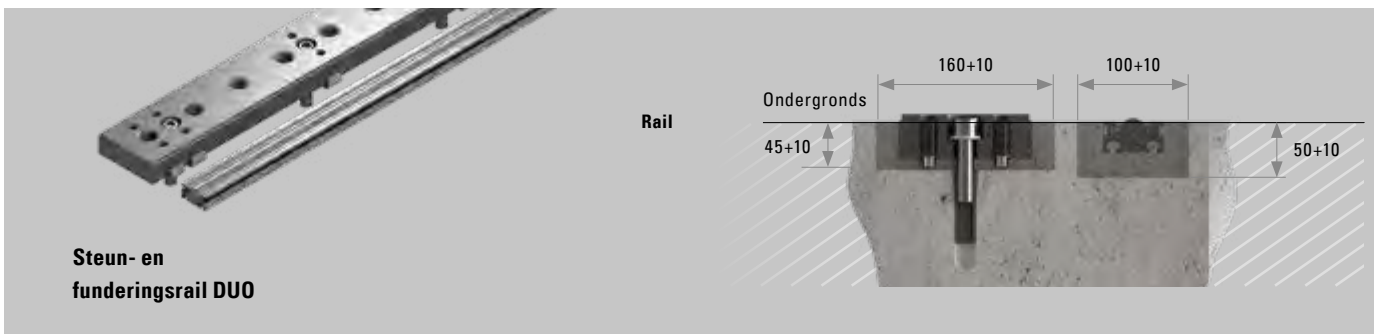 160+10
100+10
Ondergronds
Rail
45+10
50+10
Steun- en
funderingsrail DUO